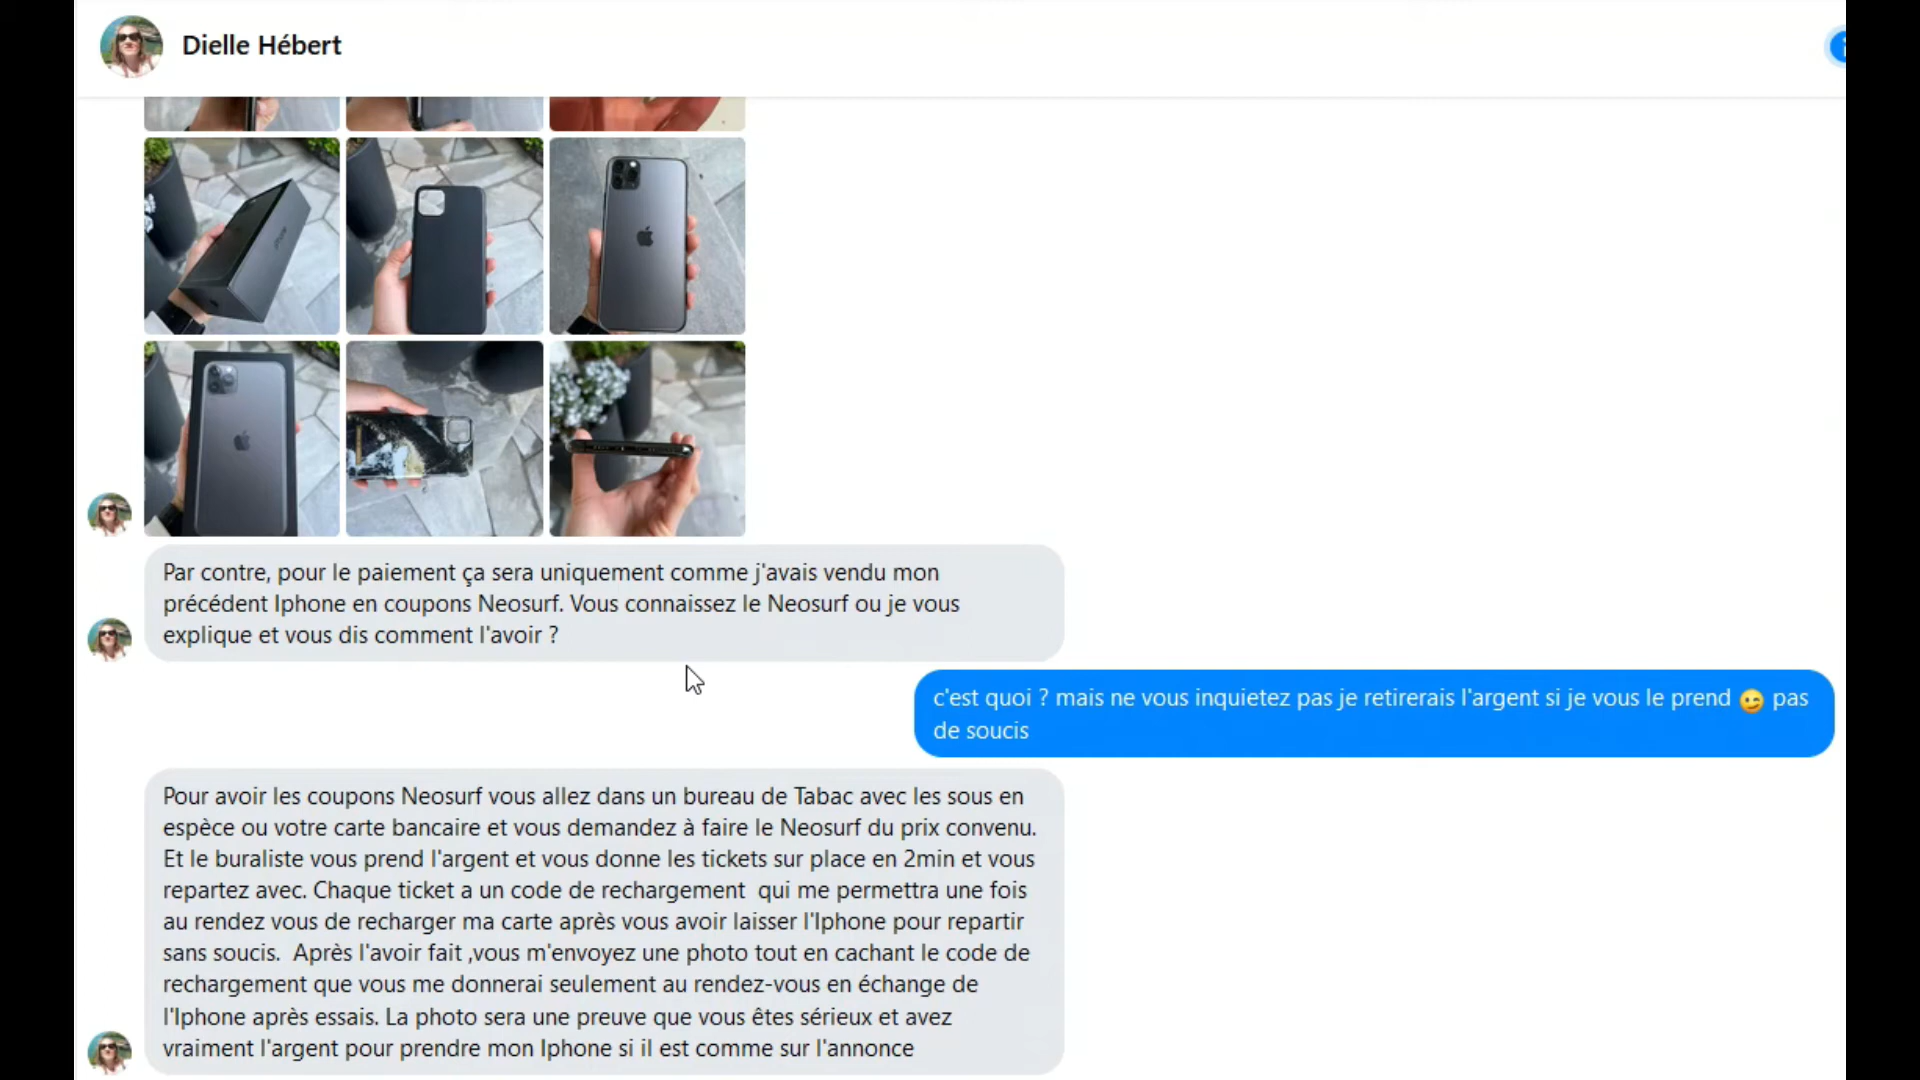 Dielle Hébert
Par contre, pour le paiement ça sera uniquement comme j'avais vendu mon
précédent Iphone en coupons Neosurf. Vous connaissez le Neosurf ou je vous
explique et vous dis comment l'avoir ?
c'est quoi ? mais ne vous inquietez pas je retirerais l'argent si je vous le prend 😉 pas
de soucis
Pour avoir les coupons Neosurf vous allez dans un bureau de Tabac avec les sous en
espèce ou votre carte bancaire et vous demandez à faire le Neosurf du prix convenu.
Et le buraliste vous prend l'argent et vous donne les tickets sur place en 2min et vous
repartez avec. Chaque ticket a un code de rechargement  qui me permettra une fois
au rendez vous de recharger ma carte après vous avoir laisser l'Iphone pour repartir
sans soucis.  Après l'avoir fait ,vous m'envoyez une photo tout en cachant le code de
rechargement que vous me donnerai seulement au rendez-vous en échange de
l'Iphone après essais. La photo sera une preuve que vous êtes sérieux et avez
vraiment l'argent pour prendre mon Iphone si il est comme sur l'annonce